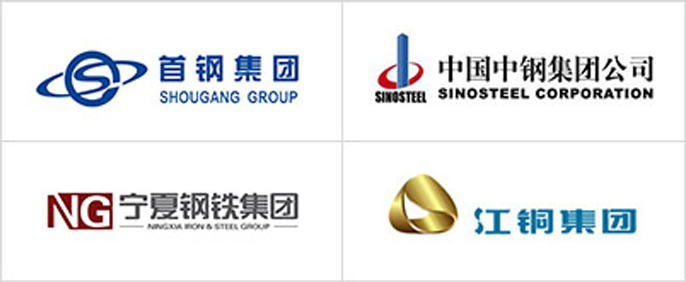 首钢集团
SHOUGANG GROUP
SINOSTEEL
中国中钢集团公司
SINOSTEEL CORPORATION
NG
宁夏钢铁集团
NINGXIA IRON & STEEL GROUP
江铜集团